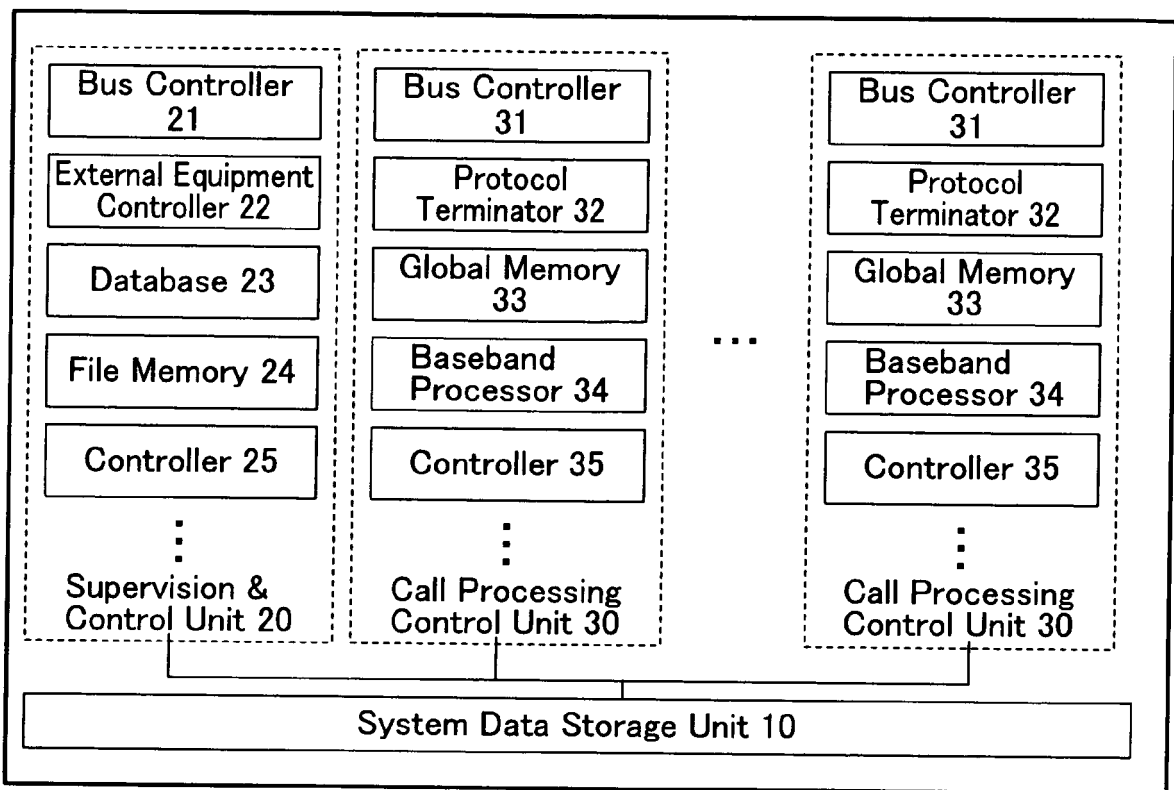 Bus Controller
21
External Equipment
Controller 22
Database 23
File Memory 24
Controller 25
Supervision &
Control Unit 20
Bus Controller
31
Protocol
Terminator 32
Global Memory
33
Baseband
Processor 34
Controller 35
Call Processing
Control Unit 30
...
Bus Controller
31
Protocol
Terminator 32
Global Memory
33
Baseband
Processor 34
Controller 35
Call Processing
Control Unit 30
System Data Storage Unit 10